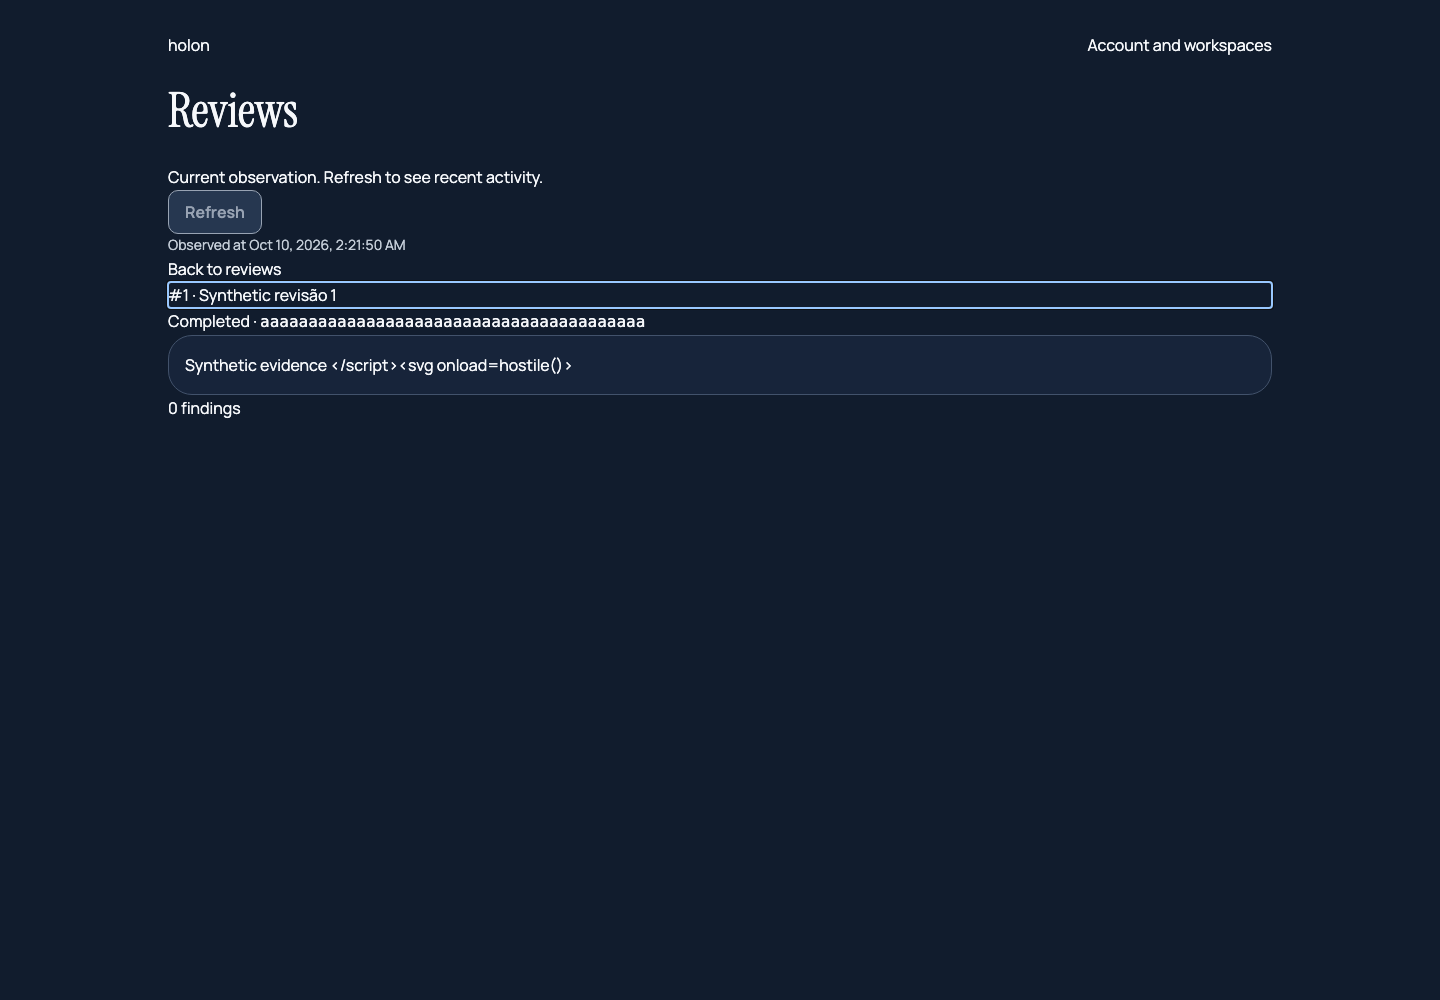 holon
Account and workspaces
Reviews
Current observation. Refresh to see recent activity.
Refresh
Observed at Oct 10, 2026, 2:21:50 AM
Back to reviews
#1 · Synthetic revisão 1
Completed · aaaaaaaaaaaaaaaaaaaaaaaaaaaaaaaaaaaaaaaa
Synthetic evidence </script><svg onload=hostile()>
0 findings